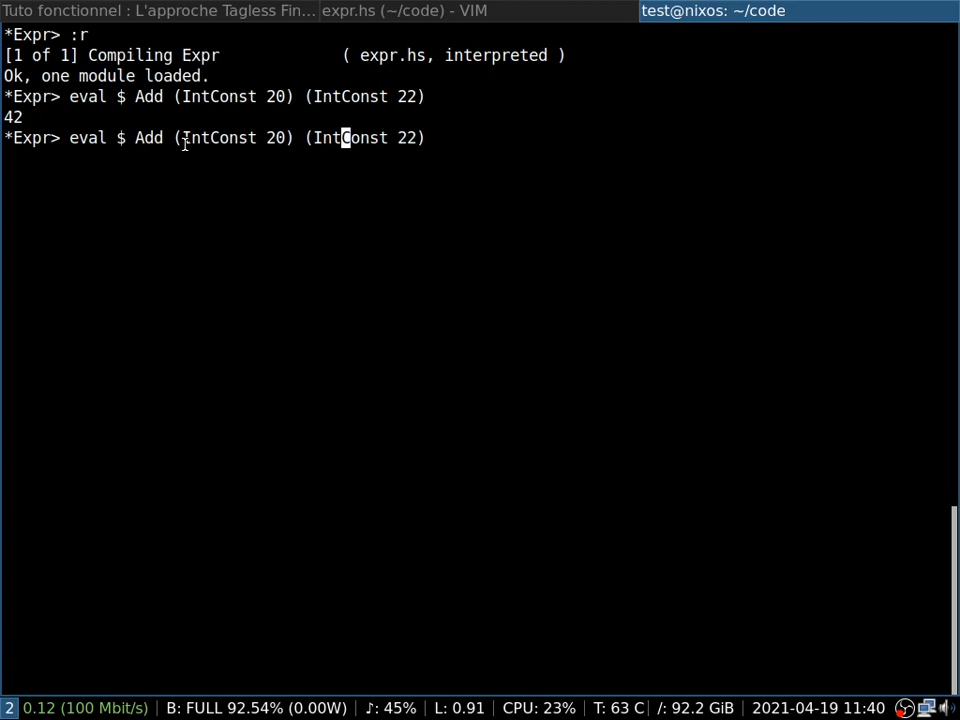 Tuto fonctionnel : L'approche Tagless Fin... expr.hs (~/code) - VIM test@nixos: ~/code
*Expr> :r
[1 of 1] Compiling Expr             ( expr.hs, interpreted )
Ok, one module loaded.
*Expr> eval $ Add (IntConst 20) (IntConst 22)
42
*Expr> eval $ Add (IntConst 20) (IntConst 22)
2 0.12 (100 Mbit/s) | B: FULL 92.54% (0.00W) | ♪: 45% | L: 0.91 | CPU: 23% | T: 63 C | /: 92.2 GiB | 2021-04-19 11:40